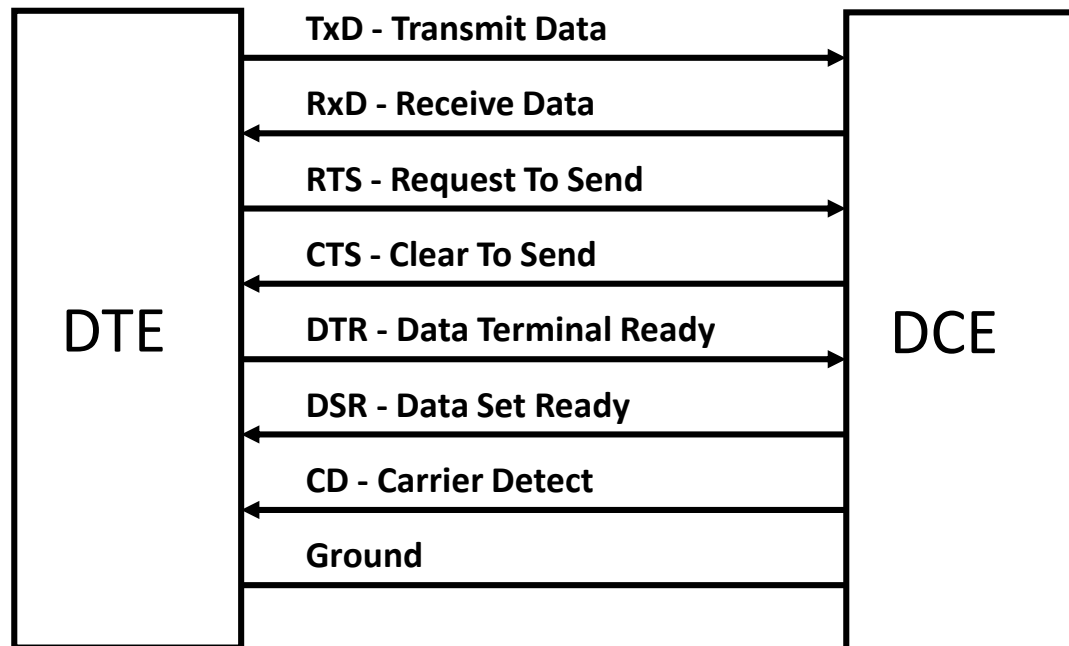 TxD - Transmit Data
RxD - Receive Data
RTS - Request To Send
CTS - Clear To Send
DTE
DTR - Data Terminal Ready
DCE
DSR - Data Set Ready
CD - Carrier Detect
Ground